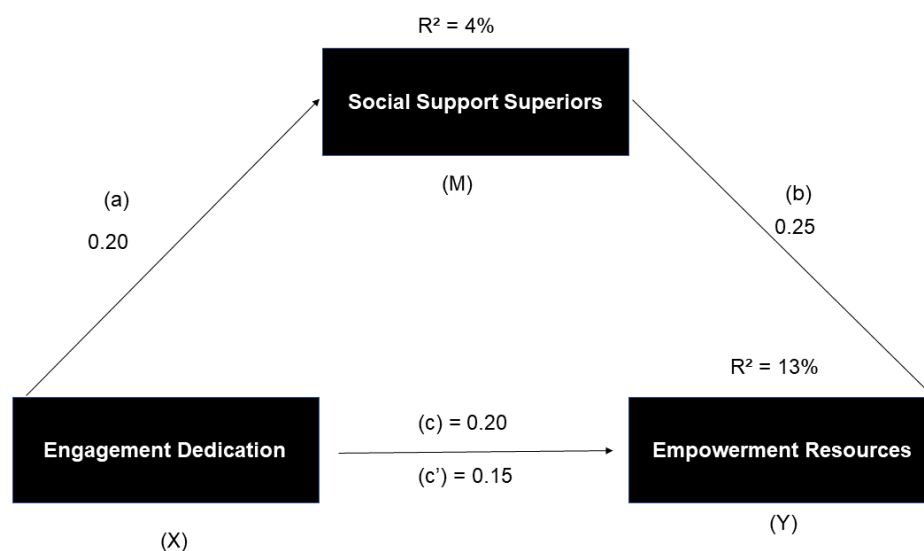 R² = 4%
Social Support Superiors
(M)
(a)
0.20
(b)
0.25
R² = 13%
Engagement Dedication
(c) = 0.20
(c’) = 0.15
Empowerment Resources
(X)
(Y)